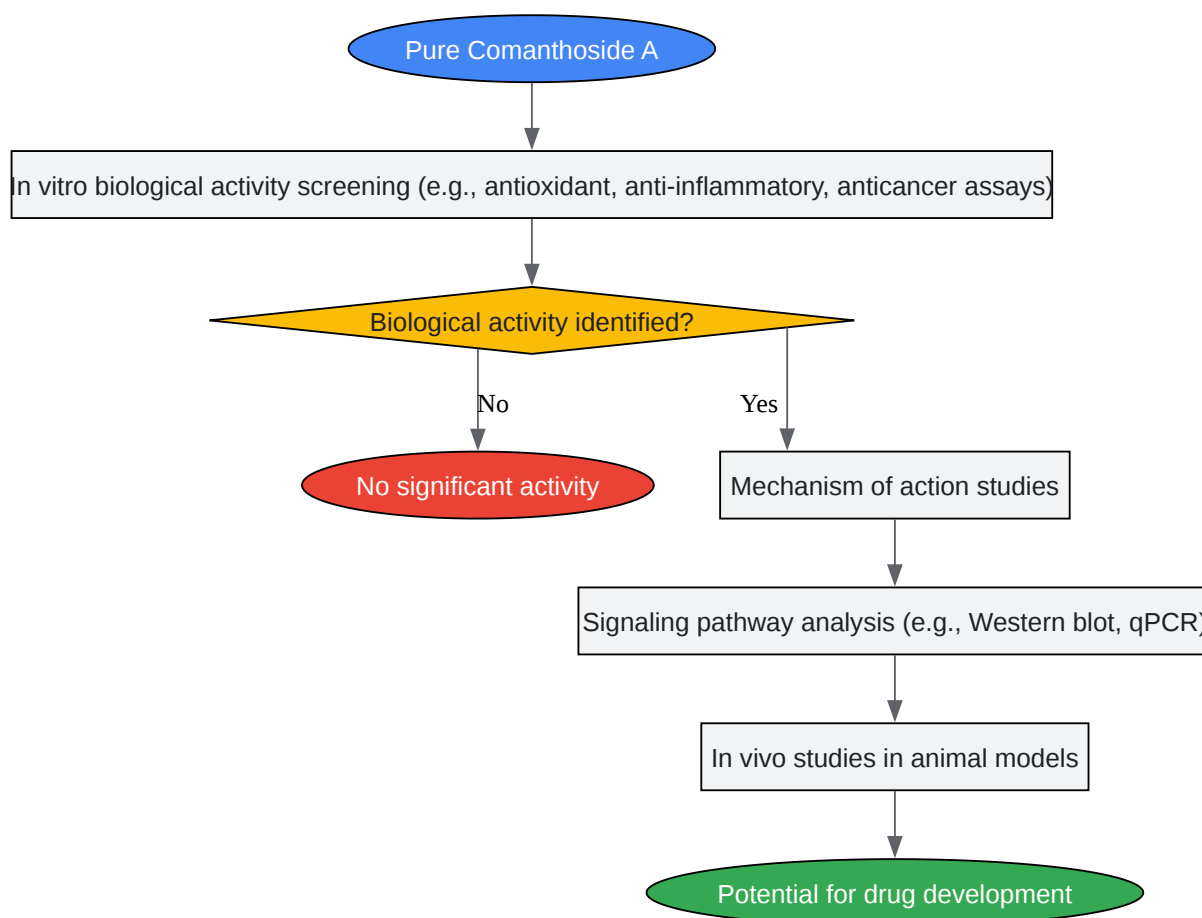 Pure Comanthoside A
In vitro biological activity screening (e.g., antioxidant, anti-inflammatory, anticancer assays)
Biological activity identified?
No
Yes
No significant activity
Mechanism of action studies
Signaling pathway analysis (e.g., Western blot, qPCR)
In vivo studies in animal models
Potential for drug development